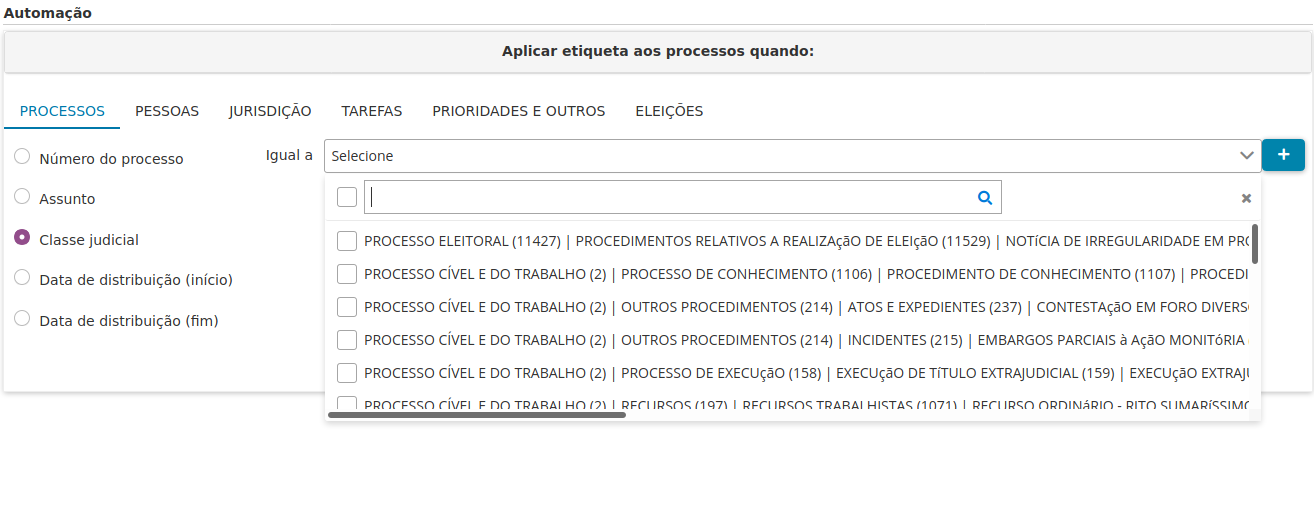 Automação
Aplicar etiqueta aos processos quando:
PROCESSOS PESSOAS JURISDIÇÃO TAREFAS PRIORIDADES E OUTROS ELEIÇÕES
Número do processo
Igual a
Selecione
+
Assunto
Classe judicial
Data de distribuição (início)
Data de distribuição (fim)
PROCESSO ELEITORAL (11427) | PROCEDIMENTOS RELATIVOS A REALIZAçãO DE ELEIçãO (11529) | NOTíCIA DE IRREGULARIDADE EM
PROCESSO CÍVEL E DO TRABALHO (2) | PROCESSO DE CONHECIMENTO (1106) | PROCEDIMENTO DE CONHECIMENTO (1107) | PROCEDI
PROCESSO CÍVEL E DO TRABALHO (2) | OUTROS PROCEDIMENTOS (214) | ATOS E EXPEDIENTES (237) | CONTESTAçãO EM FORO DIVERS
PROCESSO CÍVEL E DO TRABALHO (2) | OUTROS PROCEDIMENTOS (214) | INCIDENTES (215) | EMBARGOS PARCIAIS à AçãO MONITóRIA
PROCESSO CÍVEL E DO TRABALHO (2) | PROCESSO DE EXECUçãO (158) | EXECUçãO DE TíTULO EXTRAJUDICIAL (159) | EXECUçãO EXTRAJ
PROCESSO CÍVEL E DO TRABALHO (2) | RECURSOS (197) | RECURSOS TRABALHISTAS (1071) | RECURSO ORDINáRIO - RITO SUMARíSSIMO